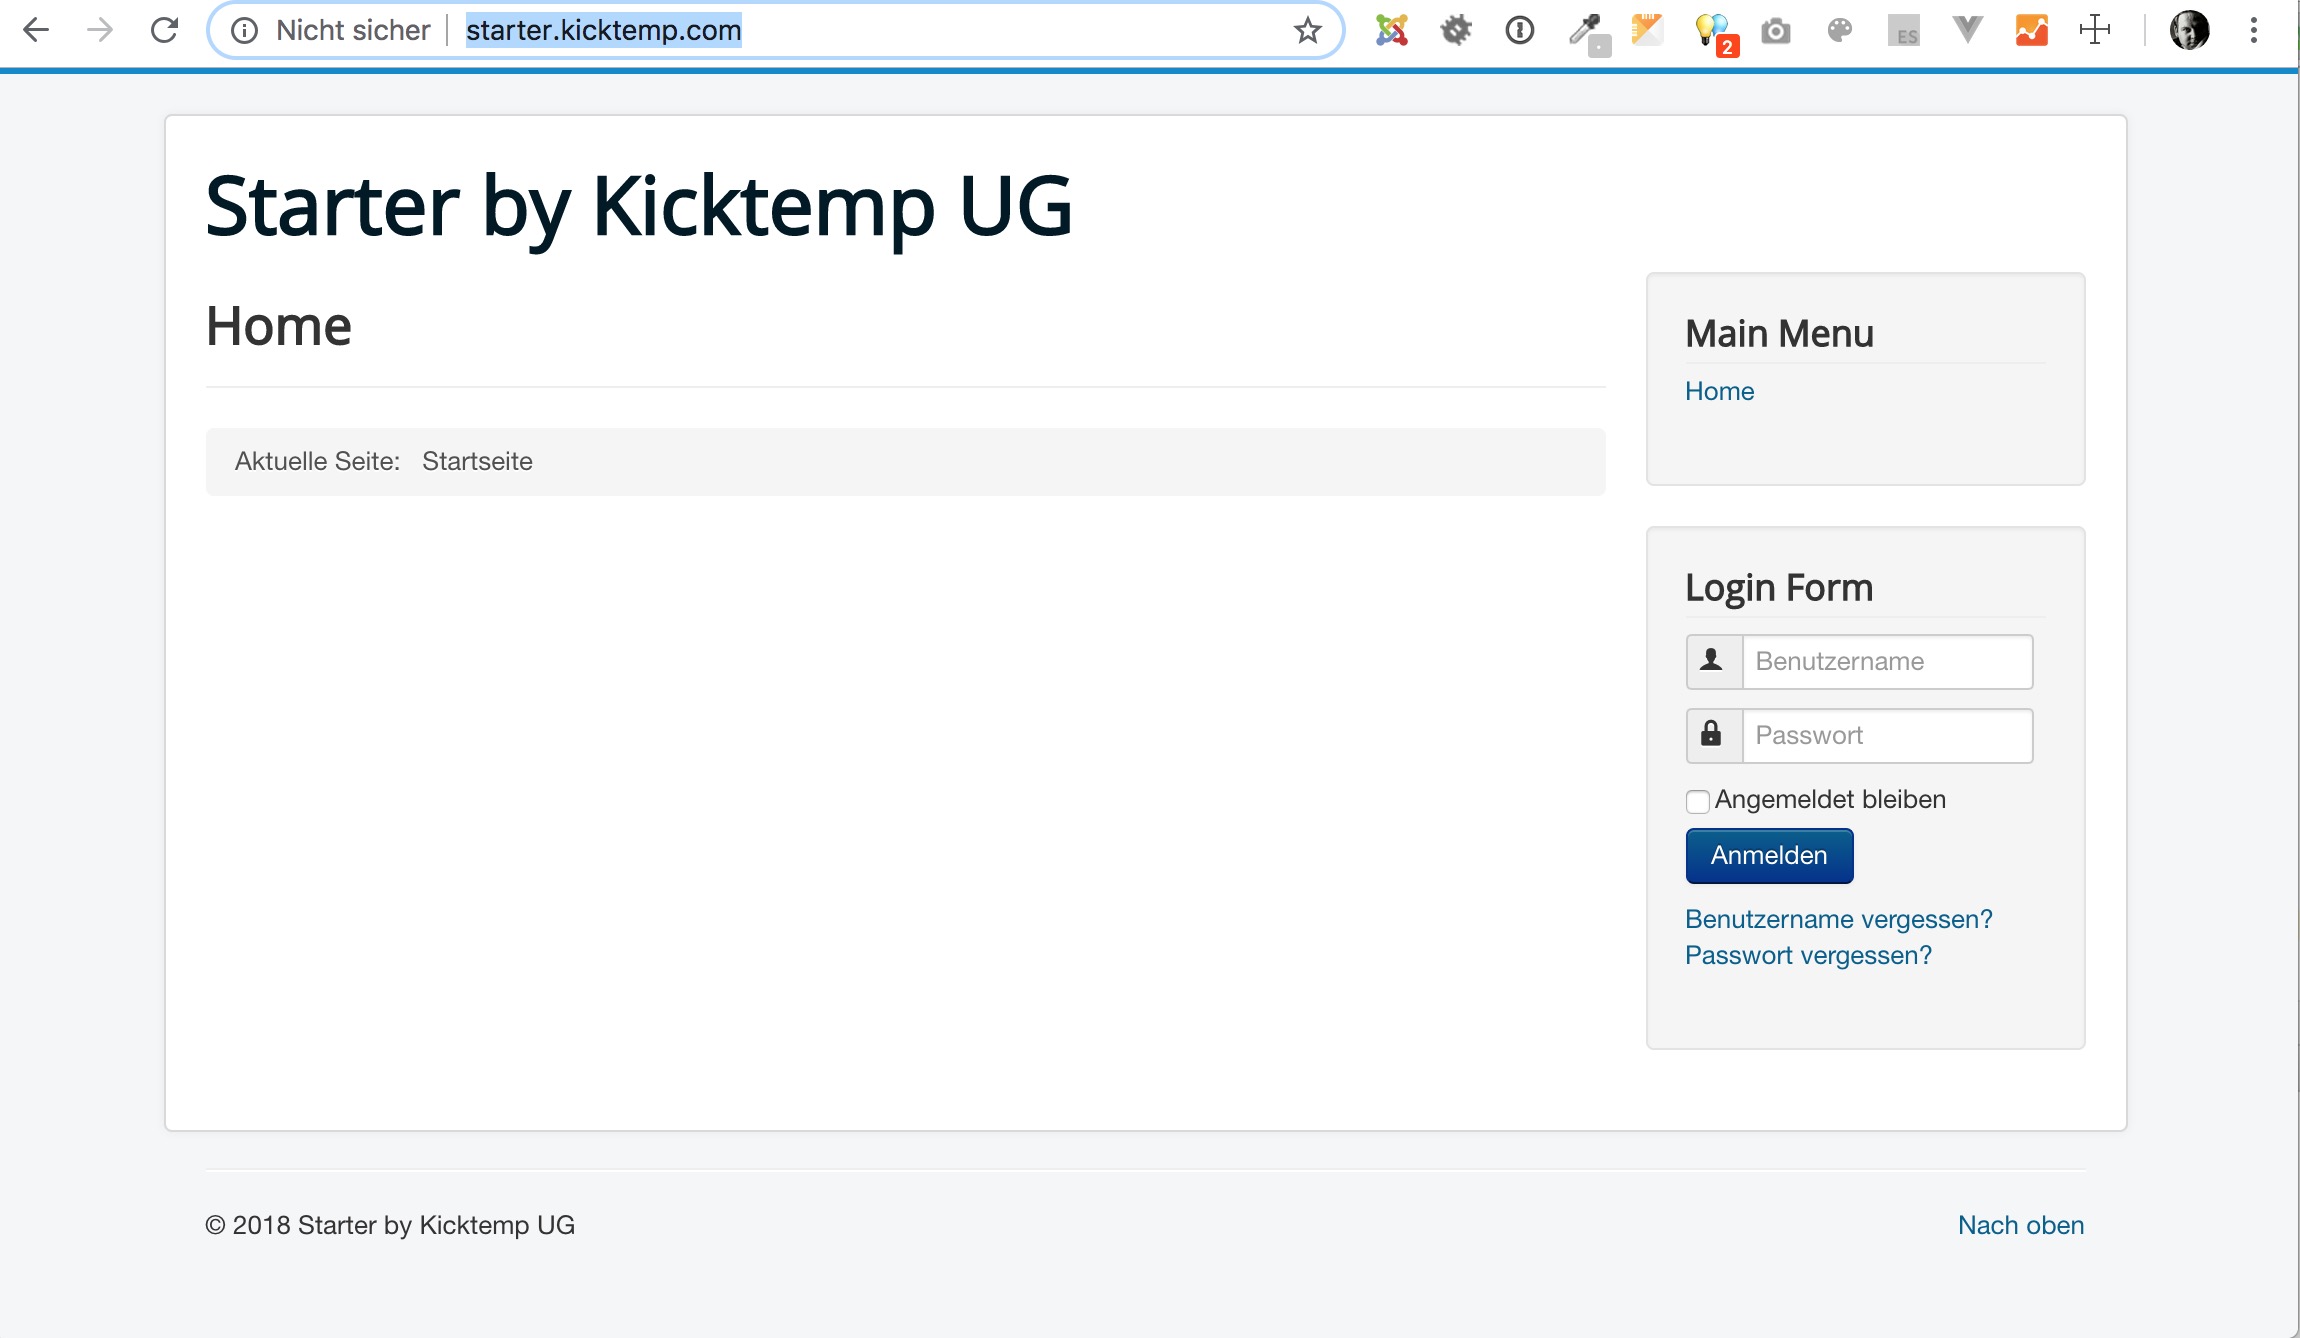 Nicht sicher
starter.kicktemp.com
2
ES
Starter by Kicktemp UG
Home
Aktuelle Seite: Startseite
Main Menu
Home
Login Form
Benutzername
Passwort
Angemeldet bleiben
Anmelden
Benutzername vergessen?
Passwort vergessen?
© 2018 Starter by Kicktemp UG
Nach oben